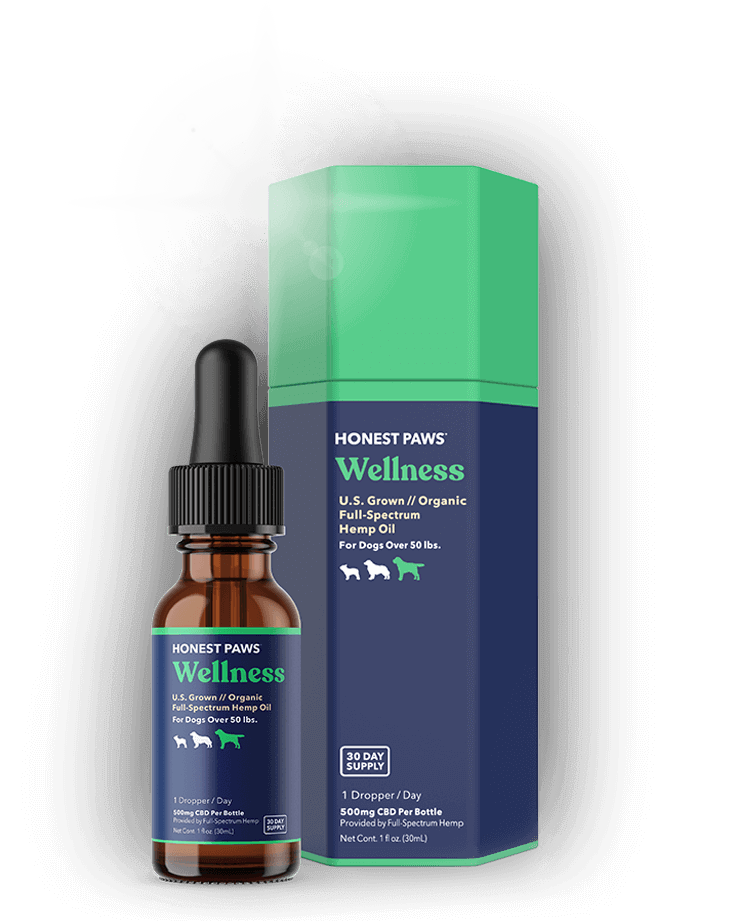 HONEST PAWS
Wellness
U.S. Grown // Organic
Full-Spectrum
Hemp Oil
For Dogs Over 50 lbs.
30 DAY
SUPPLY
1 Dropper / Day
500mg CBD Per Bottle
Provided by Full-Spectrum Hemp
Net Cont. 1 fl oz. (30mL)
HONEST PAWS
Wellness
U.S. Grown // Organic
Full-Spectrum Hemp Oil
For Dogs Over 50 lbs.
1 Dropper / Day
500mg CBD Per Bottle
Provided by Full-Spectrum Hemp
Net Cont. 1 fl oz. (30mL)
30 DAY
SUPPLY